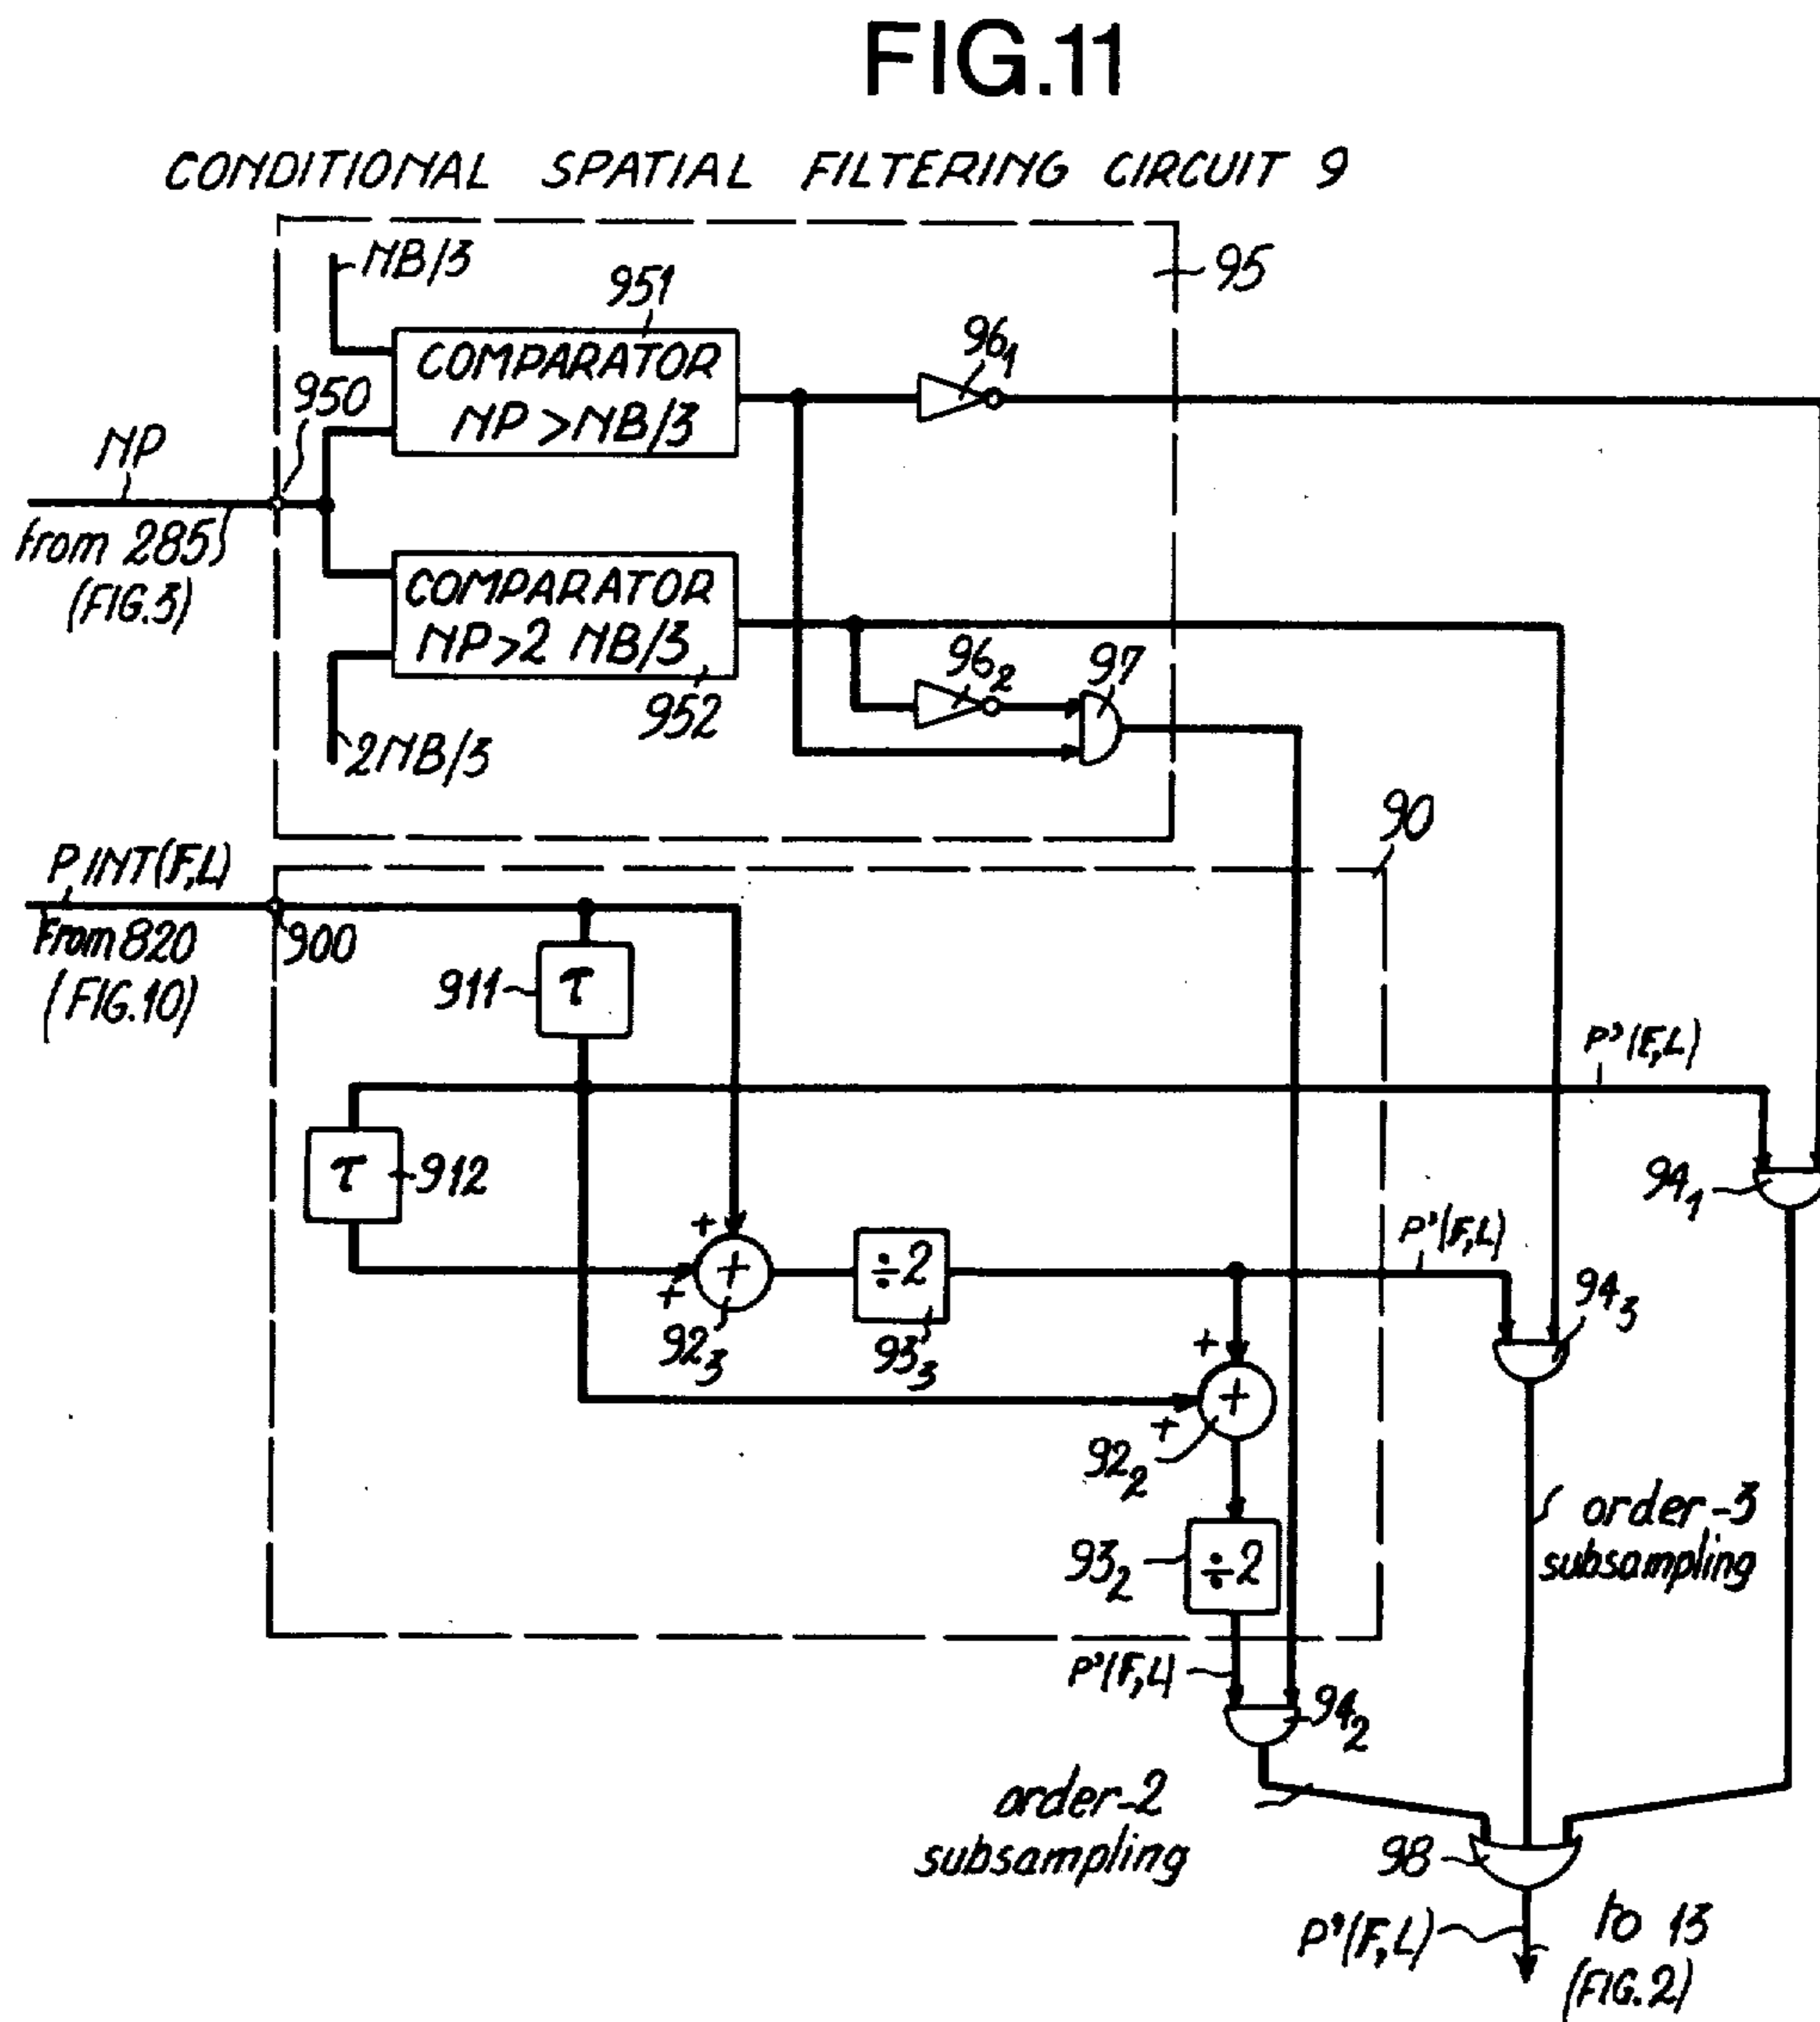 FIG.11
CONDITIONAL SPATIAL FILTERING CIRCUIT 9
NB/3
951
95
COMPARATOR
NP > NB/3
96₁
950
NP
from 285
(FIG.3)
COMPARATOR
NP>2 NB/3
952
96₂
97
2NB/3
90
PINT(F,L)
From 820
(FIG.10)
900
911
τ
P'(F,L)
τ
912
94₁
+
+
+
92₃
÷2
93₃
P'(F,L)
94₃
+
+
+
92₂
93₂
÷2
order-3
subsampling
P'(F,L)
94₂
order-2
subsampling
98
P'(F,L)
to 13
(FIG.2)